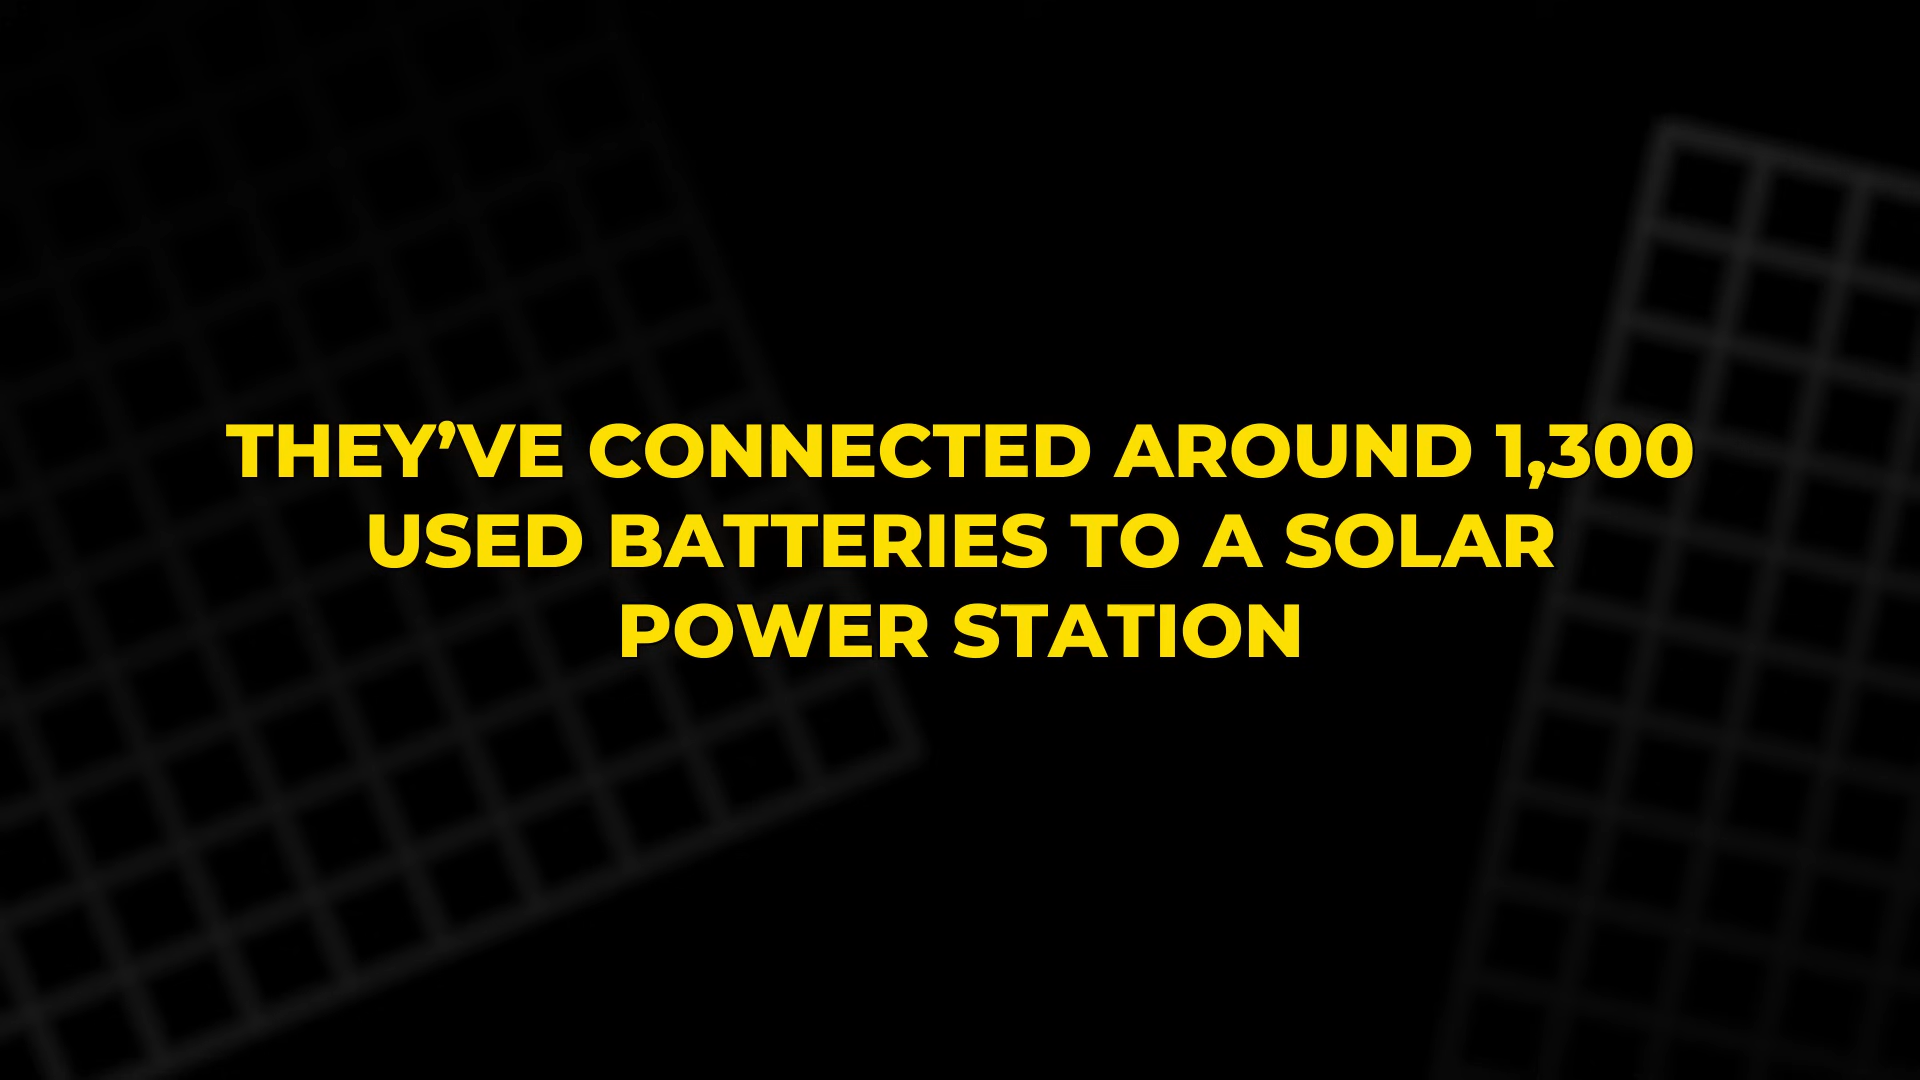 THEY’VE CONNECTED AROUND 1,300
USED BATTERIES TO A SOLAR
POWER STATION